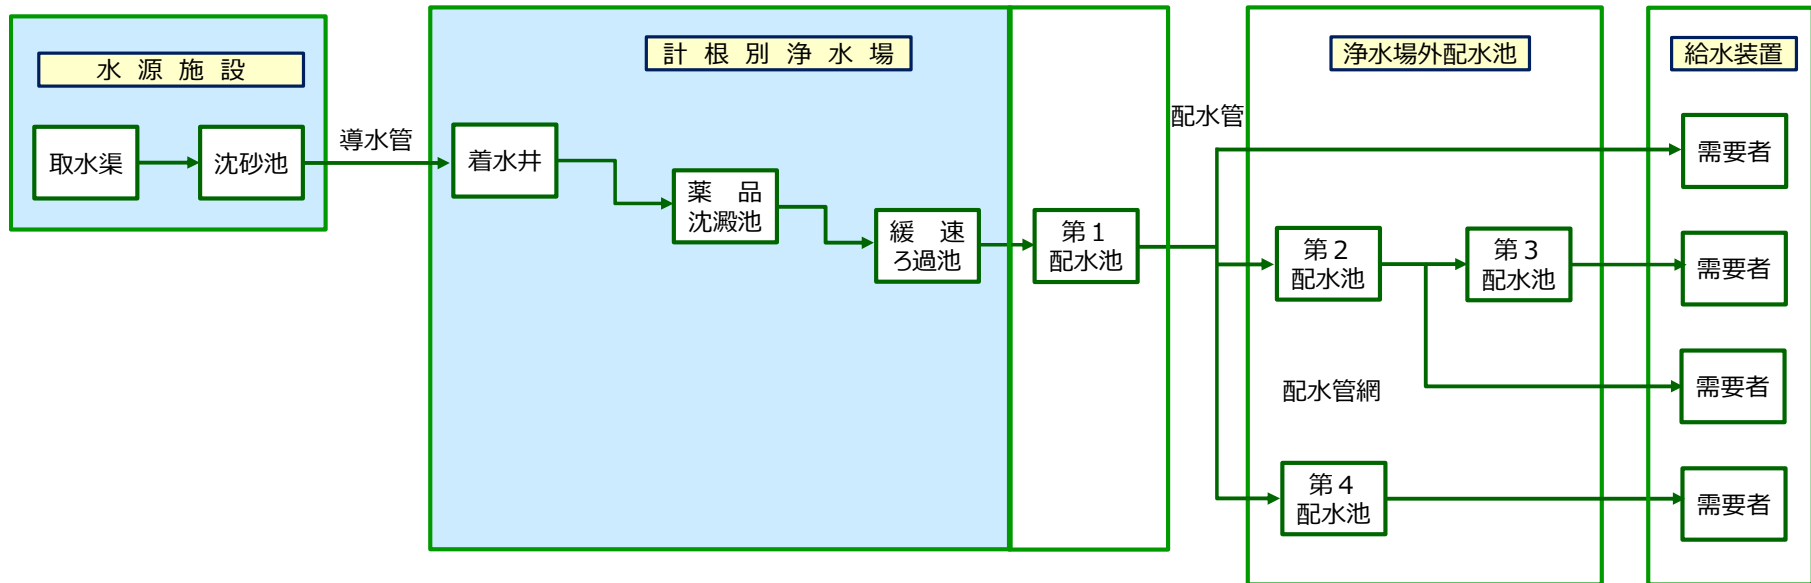 水源施設
取水渠
沈砂池
導水管
計根別浄水場
着水井
薬品
沈澱池
緩速
ろ過池
第１
配水池
配水管
浄水場外配水池
第２
配水池
第３
配水池
配水管網
第４
配水池
給水装置
需要者
需要者
需要者
需要者